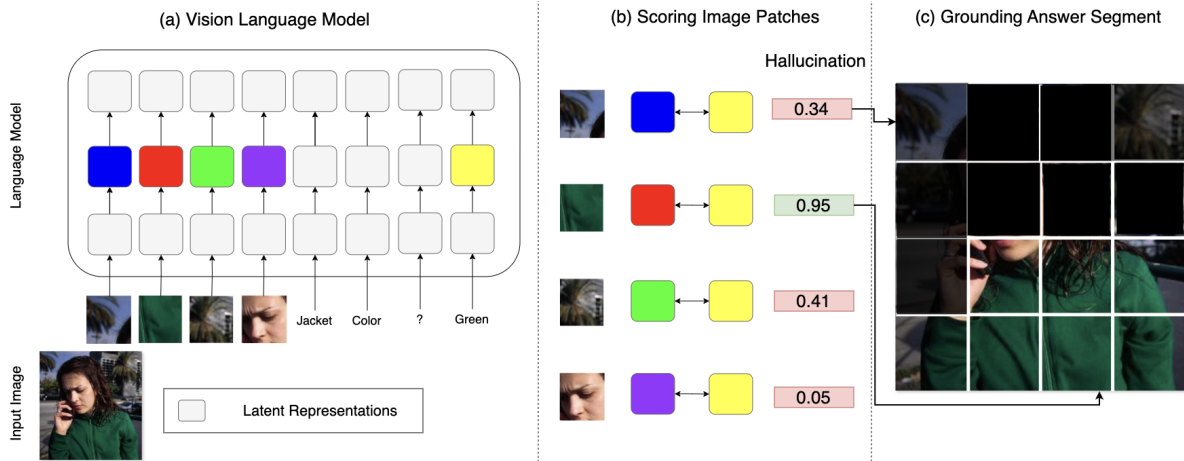 (a) Vision Language Model
Language Model
Jacket
Color
?
Green
Input Image
Latent Representations
(b) Scoring Image Patches
Hallucination
0.34
0.95
0.41
0.05
(c) Grounding Answer Segment